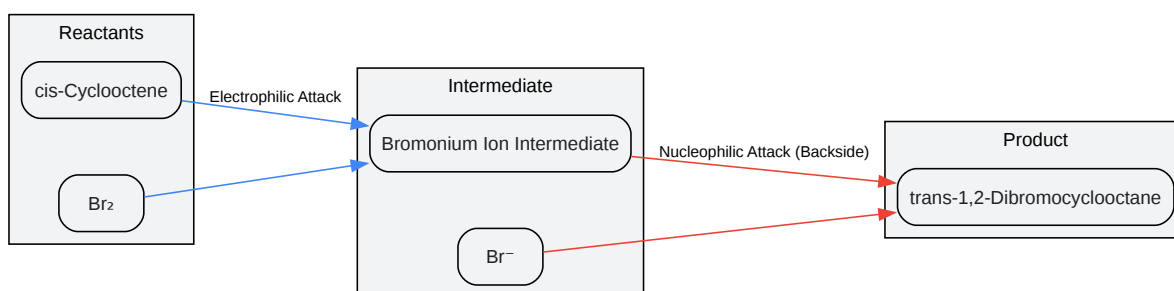 Reactants
cis-Cyclooctene
Br₂
Electrophilic Attack
Intermediate
Bromonium Ion Intermediate
Br⁻
Nucleophilic Attack (Backside)
Product
trans-1,2-Dibromocyclooctane